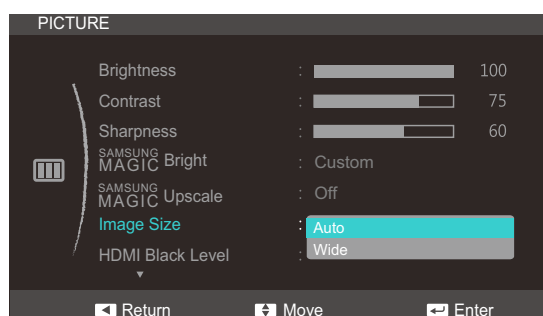 PICTURE
Brightness : 100
Contrast : 75
Sharpness : 60
SAMSUNG MAGIC Bright : Custom
SAMSUNG MAGIC Upscale : Off
Image Size : Auto
Wide
HDMI Black Level :
Return Move Enter